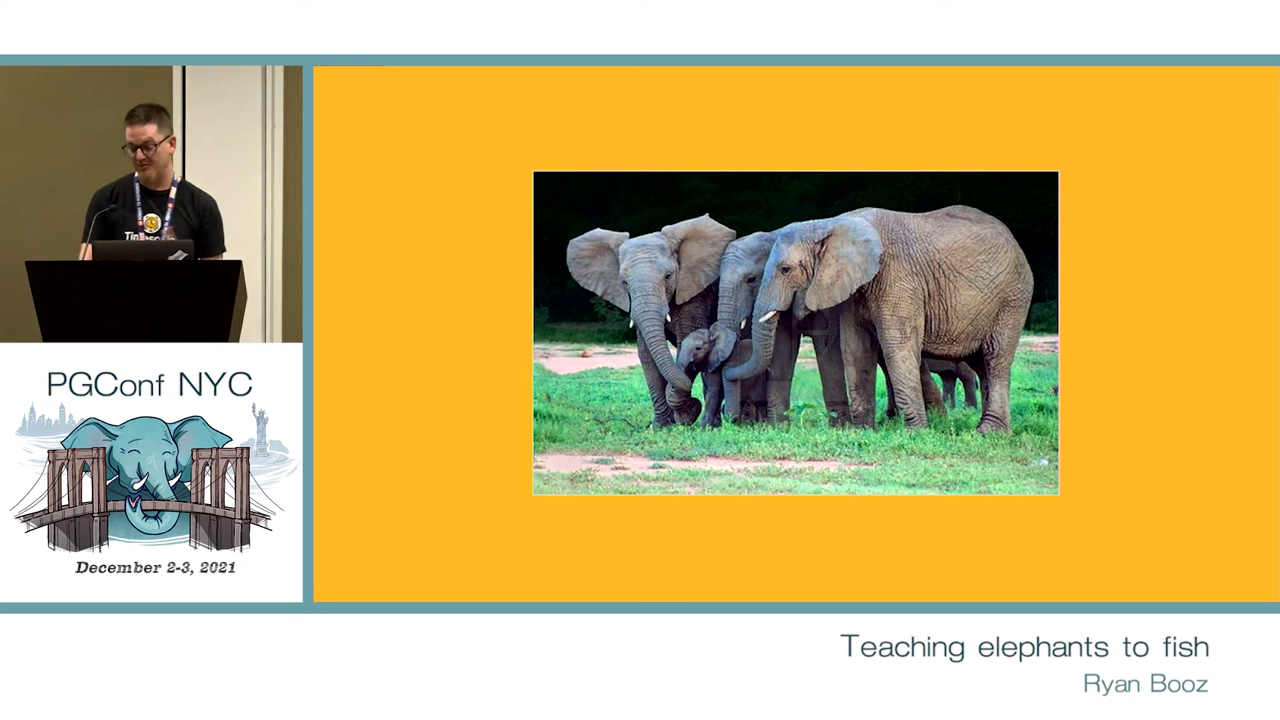 PGConf NYC
December 2-3, 2021
Teaching elephants to fish
Ryan Booz